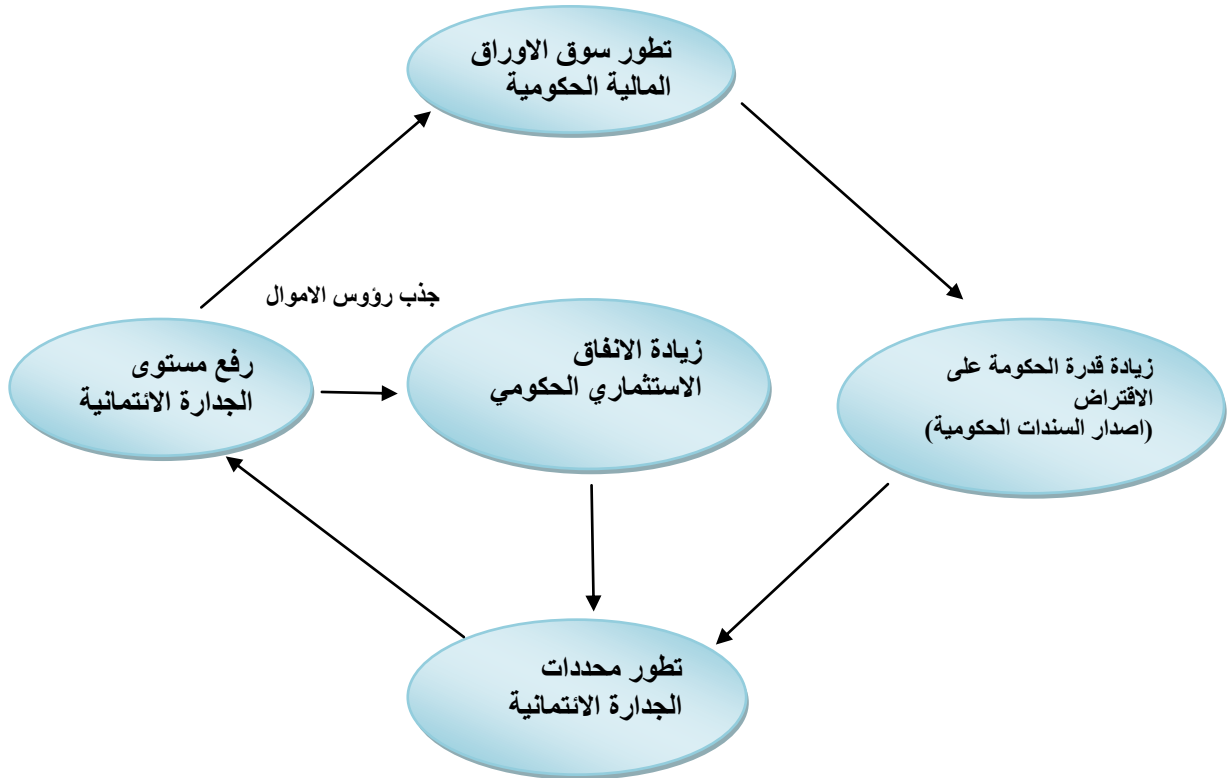 تطور سوق الاوراق
المالية الحكومية
جذب رؤوس الاموال
زيادة الانفاق
الاستثماري الحكومي
رفع مستوى
الجدارة الائتمانية
زيادة قدرة الحكومة على
الاقتراض
(اصدار السندات الحكومية)
تطور محددات
الجدارة الائتمانية